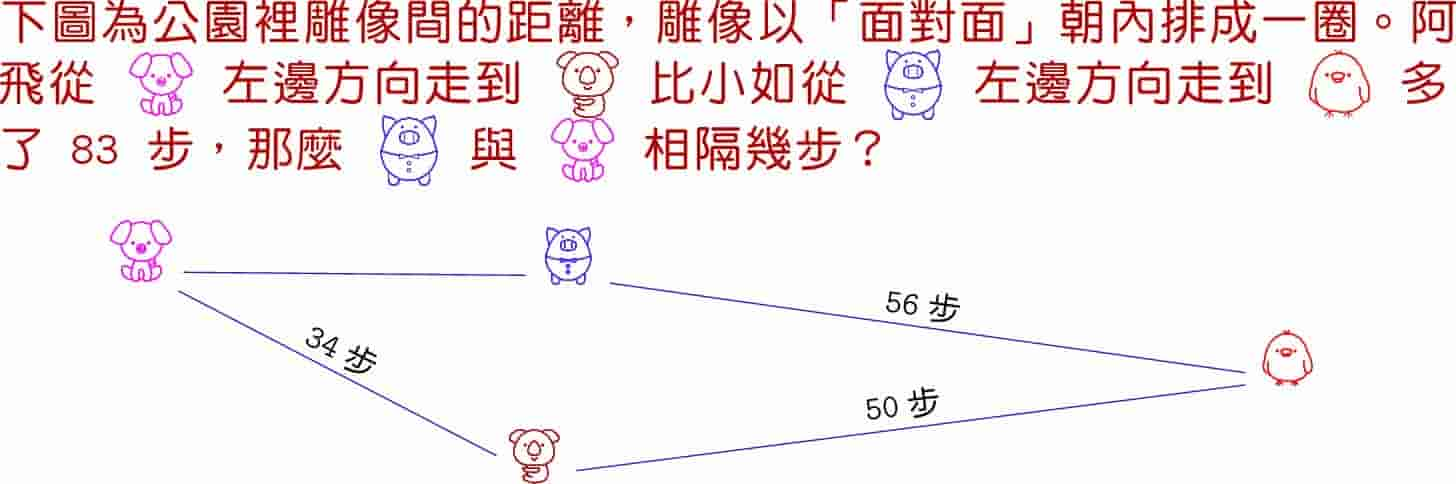 下圖為公園裡雕像間的距離，雕像以「面對面」朝內排成一圈。阿
飛從 左邊方向走到 比小如從 左邊方向走到 多
了 83 步，那麼 與 相隔幾步？
56 步
34 步
50 步